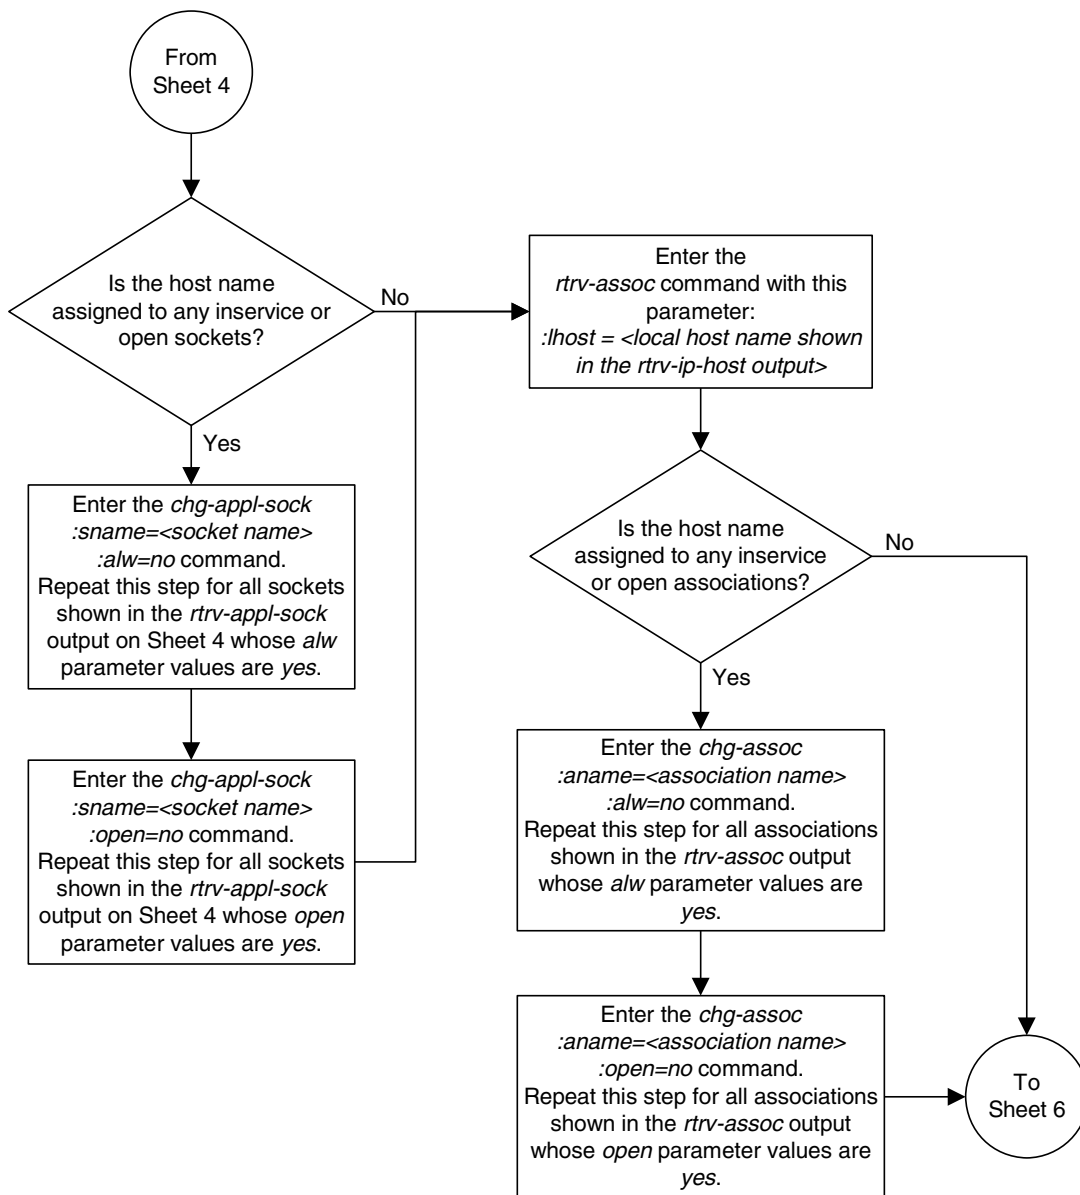 From
Sheet 4
Is the host name
assigned to any inservice or
open sockets?
No
Yes
Enter the chg-appl-sock
:sname=<socket name>
:alw=no command.
Repeat this step for all sockets
shown in the rtrv-appl-sock
output on Sheet 4 whose alw
parameter values are yes.
Enter the chg-appl-sock
:sname=<socket name>
:open=no command.
Repeat this step for all sockets
shown in the rtrv-appl-sock
output on Sheet 4 whose open
parameter values are yes.
Enter the
rtrv-assoc command with this
parameter:
:lhost = <local host name shown
in the rtrv-ip-host output>
Is the host name
assigned to any inservice
or open associations?
No
Yes
Enter the chg-assoc
:aname=<association name>
:alw=no command.
Repeat this step for all associations
shown in the rtrv-assoc output
whose alw parameter values are
yes.
Enter the chg-assoc
:aname=<association name>
:open=no command.
Repeat this step for all associations
shown in the rtrv-assoc output
whose open parameter values are
yes.
To
Sheet 6